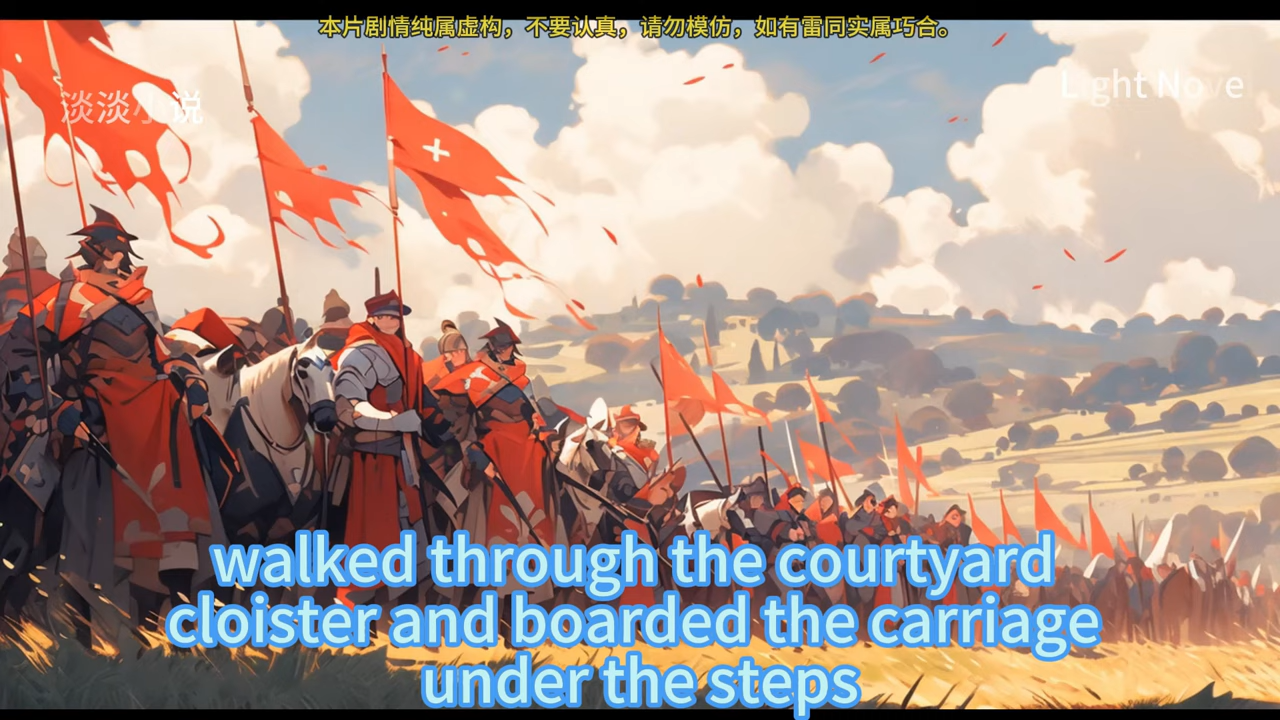 本片剧情纯属虚构，不要认真，请勿模仿，如有雷同实属巧合。
淡淡小说
Light Nove
walked through the courtyard
cloister and boarded the carriage
under the steps